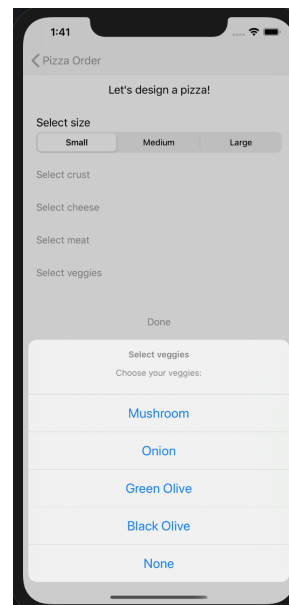 1:41
Pizza Order
Let's design a pizza!
Select size
Small Medium Large
Select crust
Select cheese
Select meat
Select veggies
Done
Select veggies
Choose your veggies:
Mushroom
Onion
Green Olive
Black Olive
None